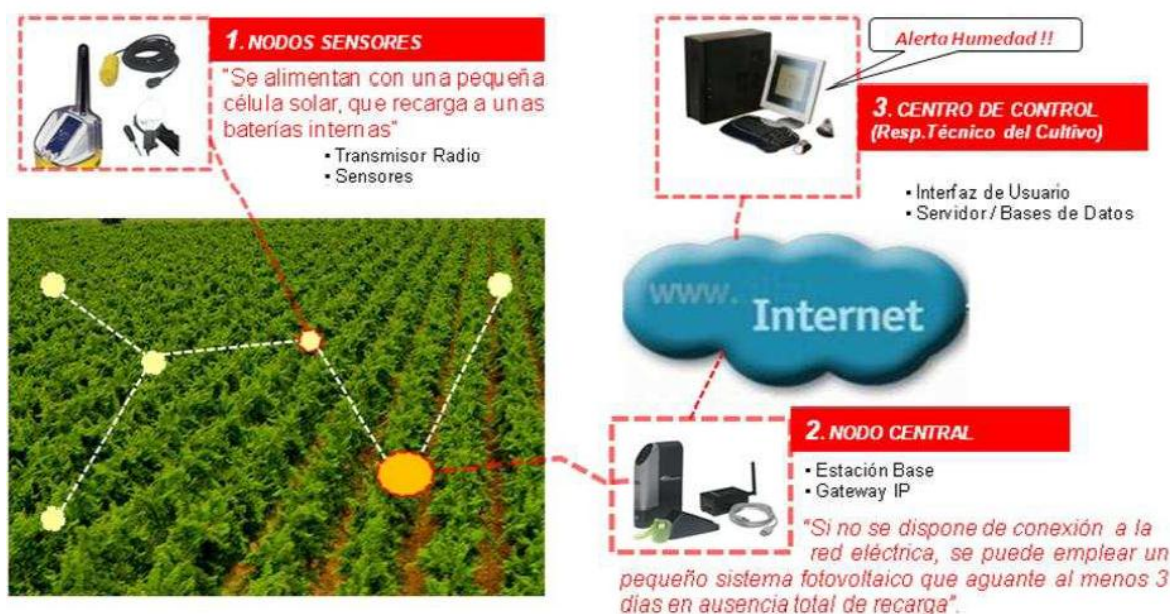 1. NODOS SENSORES
"Se alimentan con una pequeña
célula solar, que recarga a unas
baterías internas"
▪ Transmisor Radio
▪ Sensores
Alerta Humedad !!
3. CENTRO DE CONTROL
(Resp.Técnico del Cultivo)
▪ Interfaz de Usuario
▪ Servidor / Bases de Datos
www.
Internet
2. NODO CENTRAL
▪ Estación Base
▪ Gateway IP
"Si no se dispone de conexión a la
red eléctrica, se puede emplear un
pequeño sistema fotovoltaico que aguante al menos 3
días en ausencia total de recarga".